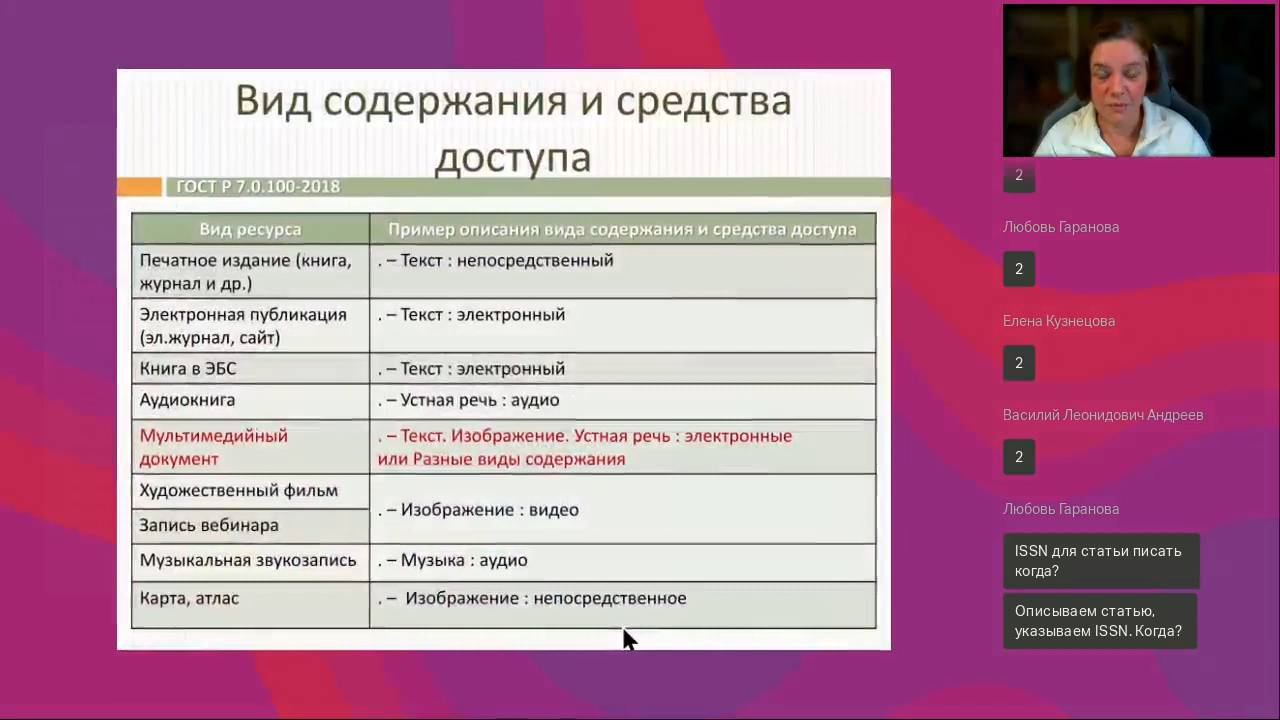 Вид содержания и средства
доступа
ГОСТ Р 7.0.100-2018
Вид ресурса
Пример описания вида содержания и средства доступа
Печатное издание (книга,
журнал и др.)
. – Текст : непосредственный
Электронная публикация
(эл.журнал, сайт)
. – Текст : электронный
Книга в ЭБС
. – Текст : электронный
Аудиокнига
. – Устная речь : аудио
Мультимедийный
документ
. – Текст. Изображение. Устная речь : электронные
или Разные виды содержания
Художественный фильм
Запись вебинара
. – Изображение : видео
Музыкальная звукозапись
. – Музыка : аудио
Карта, атлас
. – Изображение : непосредственное
2
Любовь Гаранова
2
Елена Кузнецова
2
Василий Леонидович Андреев
2
Любовь Гаранова
ISSN для статьи писать
когда?
Описываем статью,
указываем ISSN. Когда?